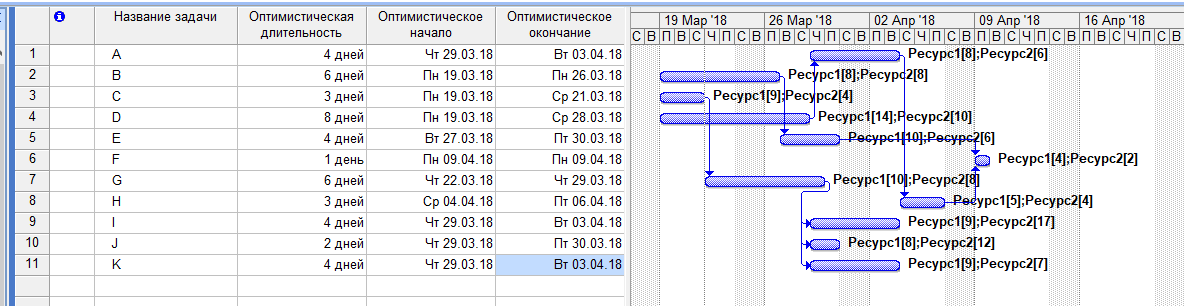 Название задачи Оптимистическая длительность Оптимистическое начало Оптимистическое окончание 19 Мар '18 26 Мар '18 02 Апр '18 09 Апр '18 16 Апр '18
С В П В С Ч П С В П В С Ч П С В П В С Ч П С В П В С Ч П С В П В С Ч П С В
1 A 4 дней Чт 29.03.18 Вт 03.04.18 Ресурс1[8];Ресурс2[6]
2 B 6 дней Пн 19.03.18 Пн 26.03.18 Ресурс1[8];Ресурс2[8]
3 C 3 дней Пн 19.03.18 Ср 21.03.18 Ресурс1[9];Ресурс2[4]
4 D 8 дней Пн 19.03.18 Ср 28.03.18 Ресурс1[14];Ресурс2[10]
5 E 4 дней Вт 27.03.18 Пт 30.03.18 Ресурс1[10];Ресурс2[6]
6 F 1 день Пн 09.04.18 Пн 09.04.18 Ресурс1[4];Ресурс2[2]
7 G 6 дней Чт 22.03.18 Чт 29.03.18 Ресурс1[10];Ресурс2[8]
8 H 3 дней Ср 04.04.18 Пт 06.04.18 Ресурс1[5];Ресурс2[4]
9 I 4 дней Чт 29.03.18 Вт 03.04.18 Ресурс1[9];Ресурс2[17]
10 J 2 дней Чт 29.03.18 Пт 30.03.18 Ресурс1[8];Ресурс2[12]
11 K 4 дней Чт 29.03.18 Вт 03.04.18 Ресурс1[9];Ресурс2[7]